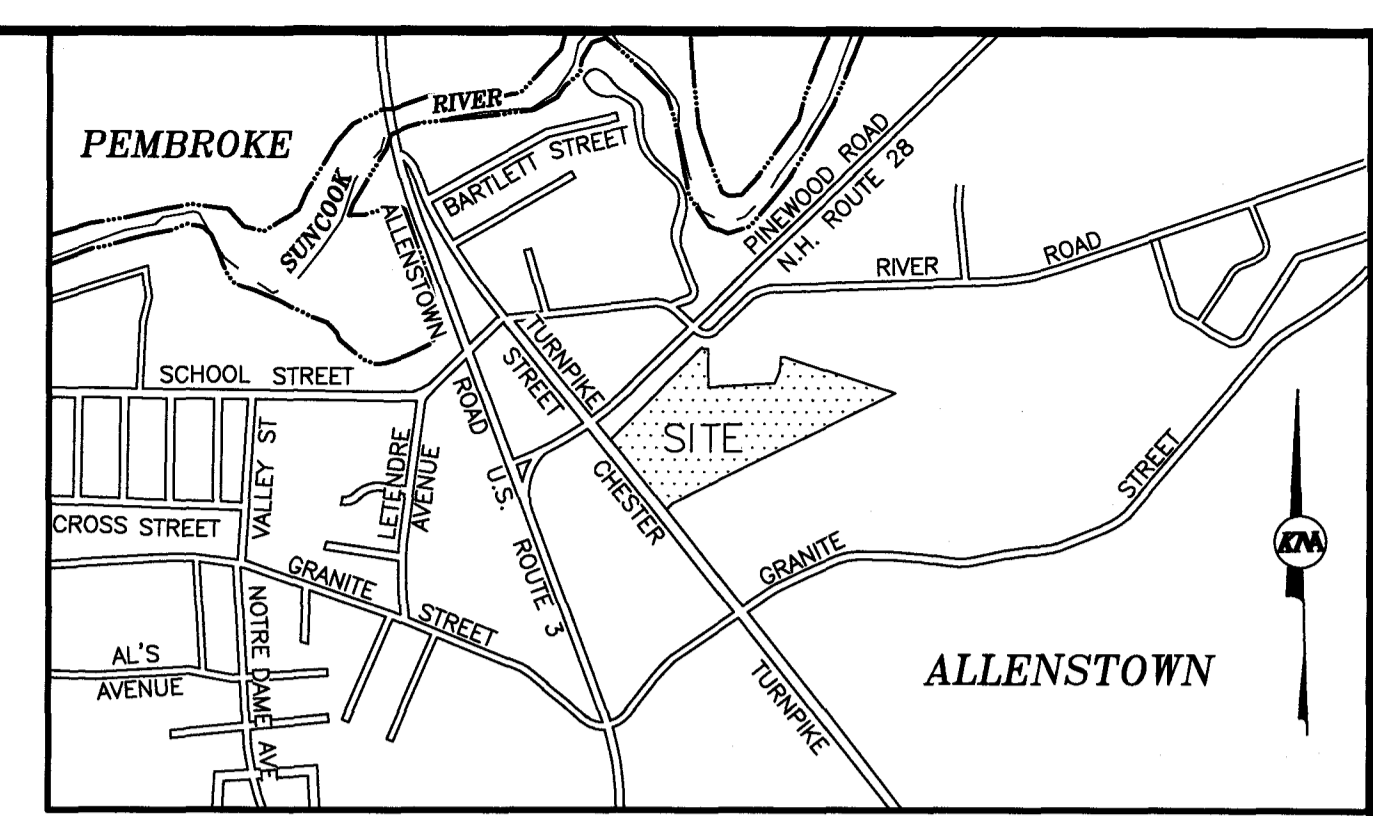 PEMBROKE
RIVER
SUNCOOK
BARTLETT STREET
ALLENSTOWN
ROAD
PINEWOOD ROAD
N.H. ROUTE 28
RIVER ROAD
TURNPIKE
STREET
SCHOOL STREET
SITE
VALLEY ST
LETENDRE
AVENUE
U.S. ROUTE 3
CHESTER
TURNPIKE
CROSS STREET
GRANITE STREET
GRANITE STREET
KNA
NOTRE DAME AVE
AL'S
AVENUE
ALLENSTOWN